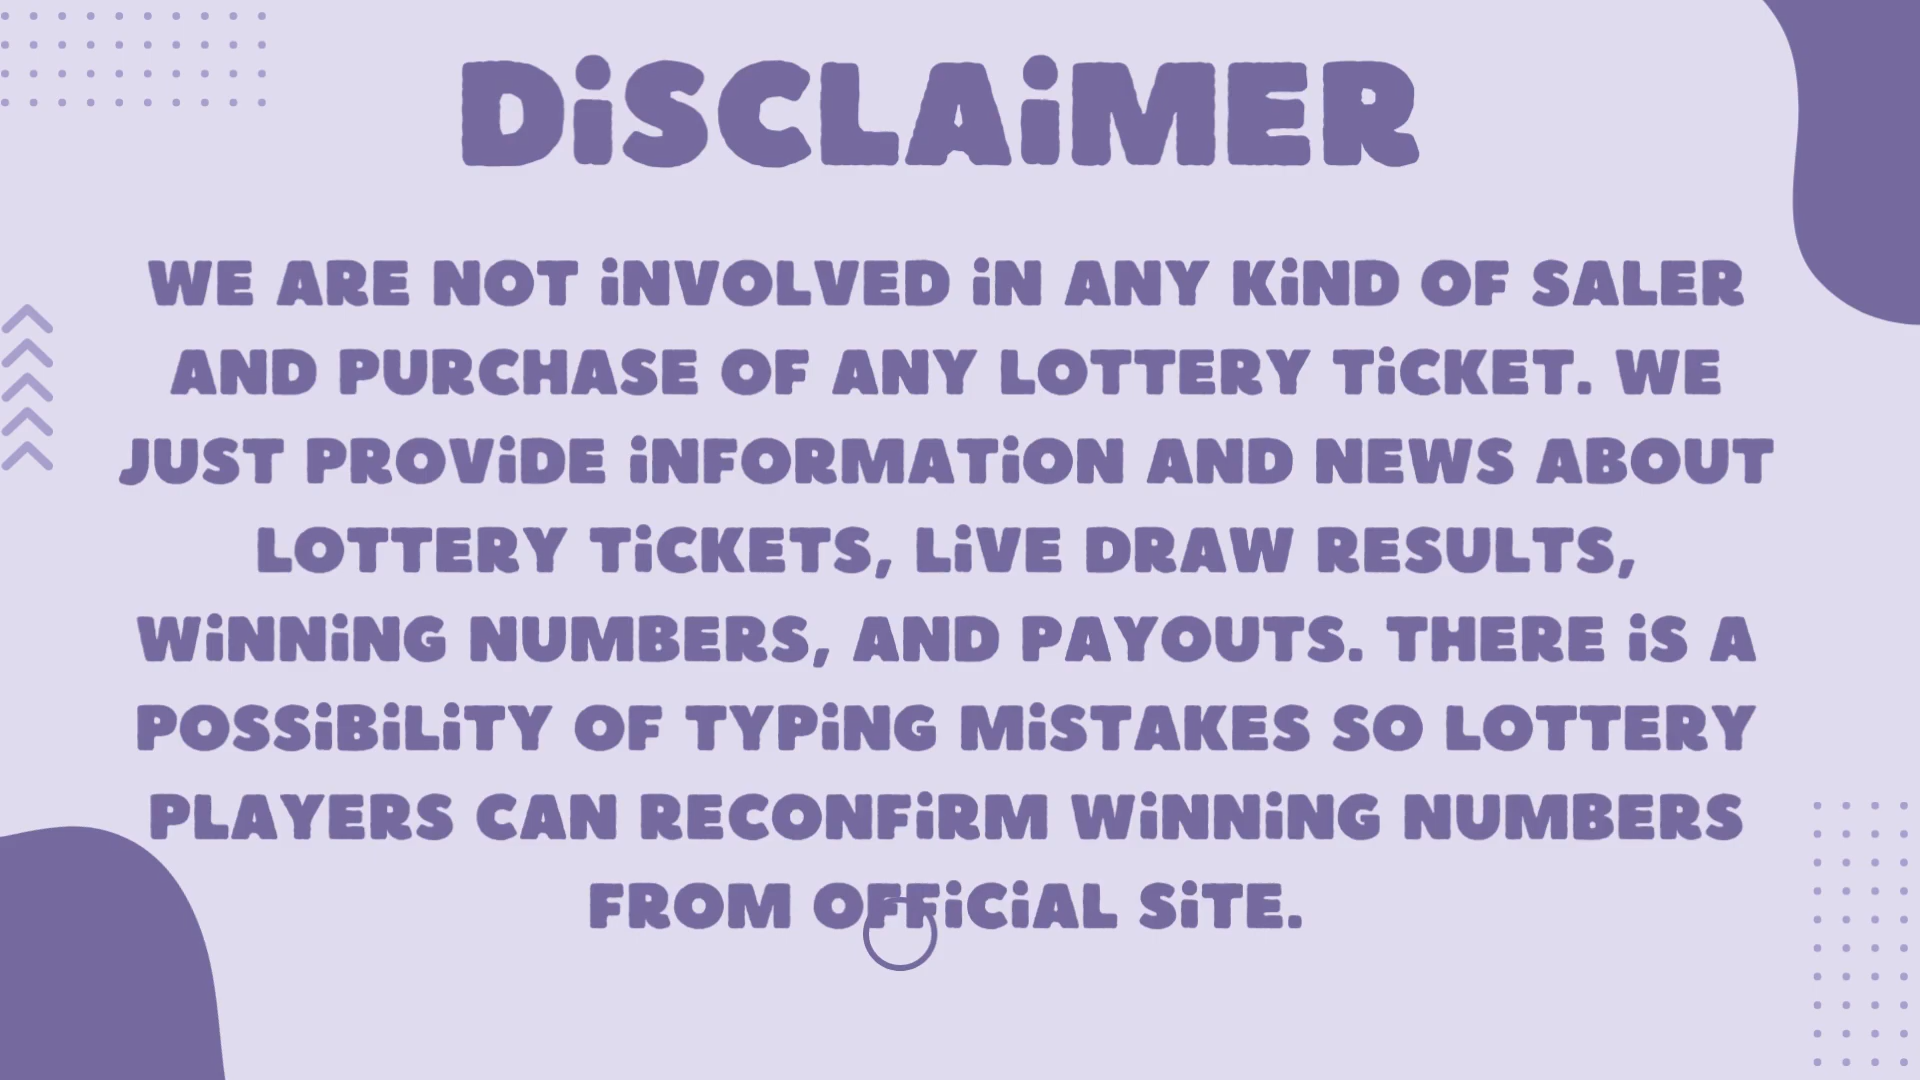 DiSCLAiMER
WE ARE NOT iNVOLVED iN ANY KiND OF SALER
AND PURCHASE OF ANY LOTTERY TiCKET. WE
JUST PROViDE iNFORMATiON AND NEWS ABOUT
LOTTERY TiCKETS, LiVE DRAW RESULTS,
WiNNiNG NUMBERS, AND PAYOUTS. THERE iS A
POSSiBiLiTY OF TYPiNG MiSTAKES SO LOTTERY
PLAYERS CAN RECONFiRM WiNNiNG NUMBERS
FROM OFFiCiAL SiTE.